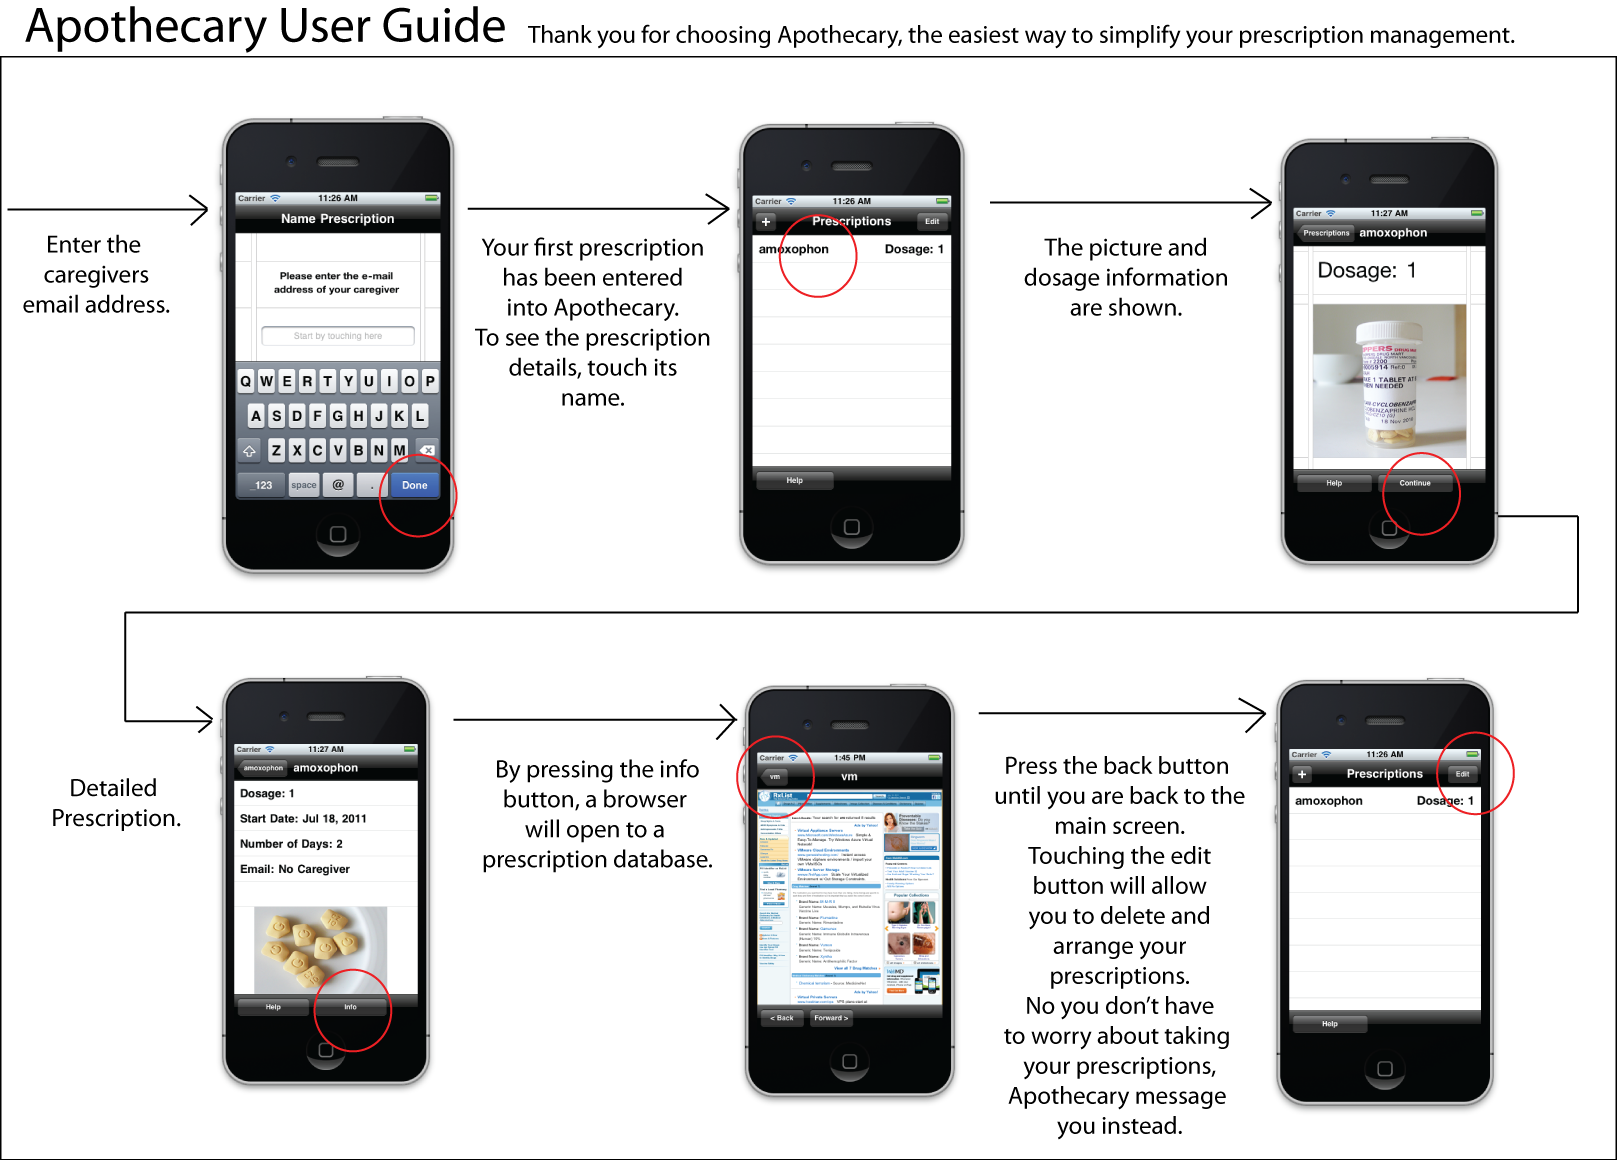 Apothecary User Guide Thank you for choosing Apothecary, the easiest way to simplify your prescription management.
Enter the
caregivers
email address.
Carrier 11:26 AM
Name Prescription
Please enter the e-mail
address of your caregiver
Start by touching here
Q W E R T Y U I O P
A S D F G H J K L
Z X C V B N M
.123 space @ . Done
Your first prescription
has been entered
into Apothecary.
To see the prescription
details, touch its
name.
Carrier 11:26 AM
+ Prescriptions Edit
amoxophon Dosage: 1
Help
The picture and
dosage information
are shown.
Carrier 11:27 AM
Prescriptions amoxophon
Dosage: 1
Help Continue
Detailed
Prescription.
Carrier 11:27 AM
amoxophon amoxophon
Dosage: 1
Start Date: Jul 18, 2011
Number of Days: 2
Email: No Caregiver
Help Info
By pressing the info
button, a browser
will open to a
prescription database.
Carrier 1:45 PM
vm vm
RxList
Popular Collections
< Back Forward >
Press the back button
until you are back to the
main screen.
Touching the edit
button will allow
you to delete and
arrange your
prescriptions.
No you don't have
to worry about taking
your prescriptions,
Apothecary message
you instead.
Carrier 11:26 AM
+ Prescriptions Edit
amoxophon Dosage: 1
Help